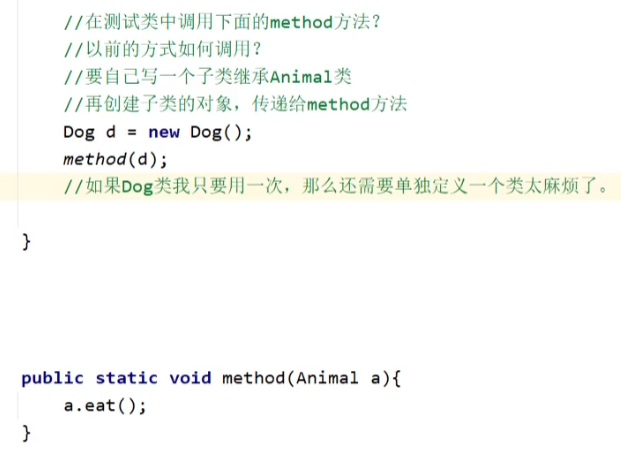 //在测试类中调用下面的method方法？
//以前的方式如何调用？
//要自己写一个子类继承Animal类
//再创建子类的对象，传递给method方法
Dog d = new Dog();
method(d);
//如果Dog类我只要用一次，那么还需要单独定义一个类太麻烦了。
}
public static void method(Animal a){
a.eat();
}